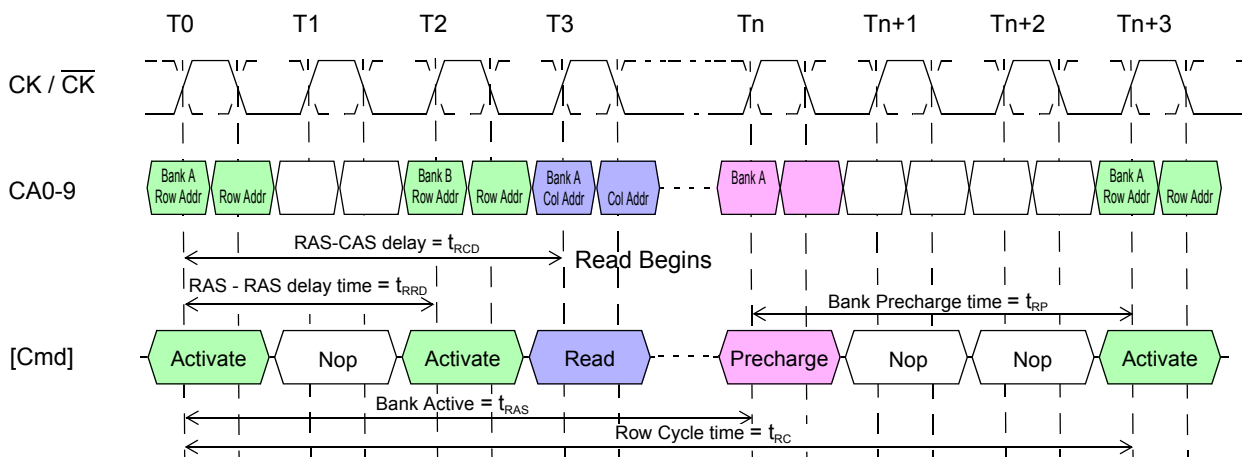 T0 T1 T2 T3 Tn Tn+1 Tn+2 Tn+3
CK / CK
CA0-9
Bank A
Row Addr
Row Addr
Bank B
Row Addr
Row Addr
Bank A
Col Addr
Col Addr
Bank A
Bank A
Row Addr
Row Addr
RAS-CAS delay = tRCD
Read Begins
RAS - RAS delay time = tRRD
Bank Precharge time = tRP
[Cmd] Activate Nop Activate Read Precharge Nop Nop Activate
Bank Active = tRAS
Row Cycle time = tRC